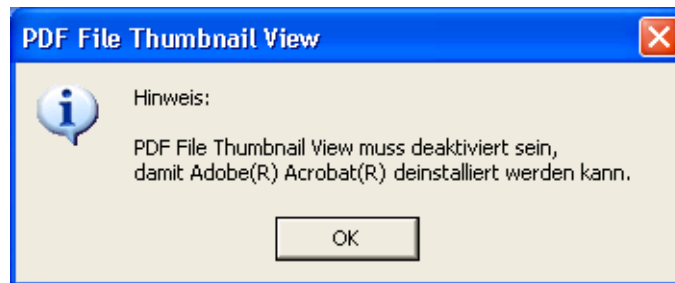 PDF File Thumbnail View
Hinweis:
PDF File Thumbnail View muss deaktiviert sein,
damit Adobe(R) Acrobat(R) deinstalliert werden kann.
OK